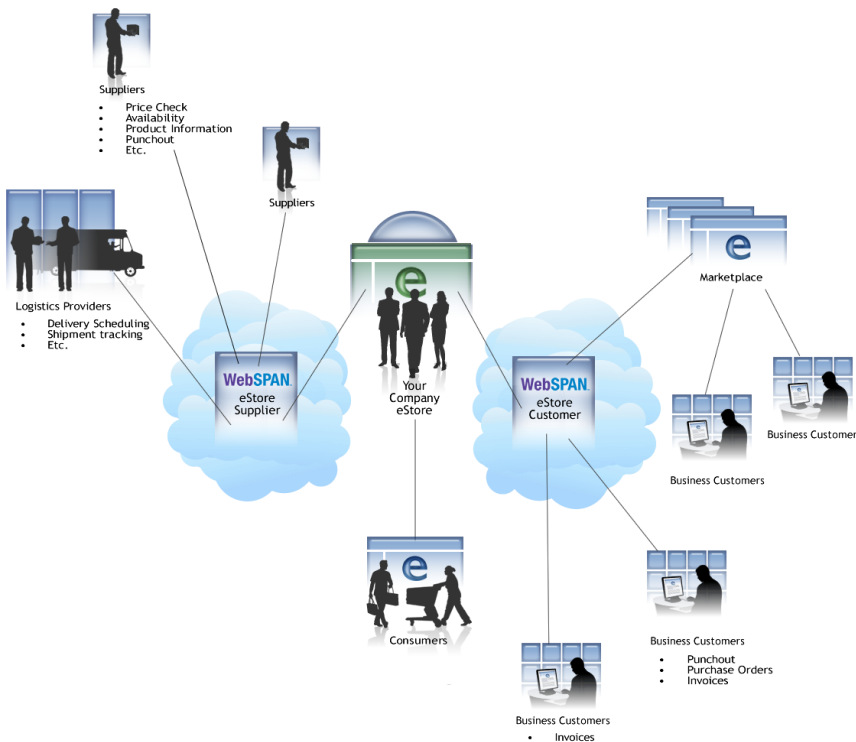 Suppliers
• Price Check
• Availability
• Product Information
• Punchout
• Etc.
Suppliers
Logistics Providers
• Delivery Scheduling
• Shipment tracking
• Etc.
WebSPAN
eStore
Supplier
e
Your
Company
eStore
WebSPAN
eStore
Customer
e
Marketplace
Business Customer
Business Customers
e
Consumers
Business Customers
• Punchout
• Purchase Orders
• Invoices
Business Customers
• Invoices